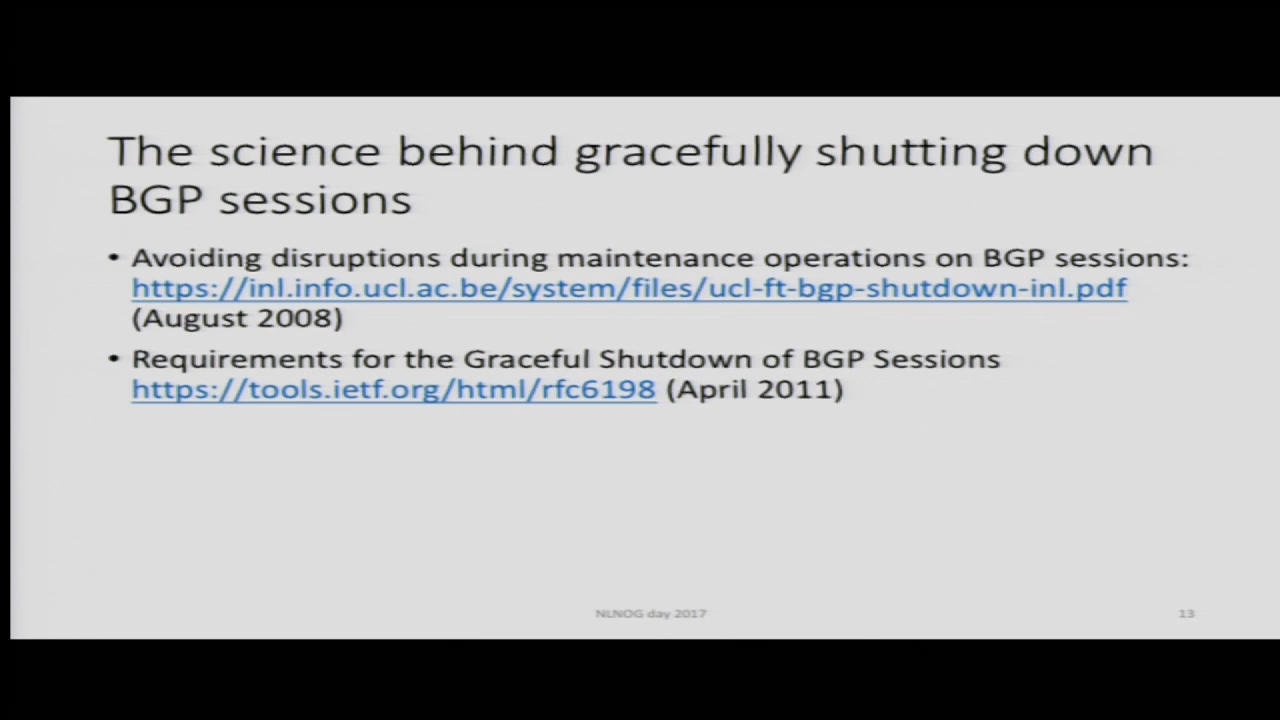 The science behind gracefully shutting down
BGP sessions
• Avoiding disruptions during maintenance operations on BGP sessions:
https://inl.info.ucl.ac.be/system/files/ucl-ft-bgp-shutdown-inl.pdf
(August 2008)
• Requirements for the Graceful Shutdown of BGP Sessions
https://tools.ietf.org/html/rfc6198 (April 2011)
NLNOG day 2017
13